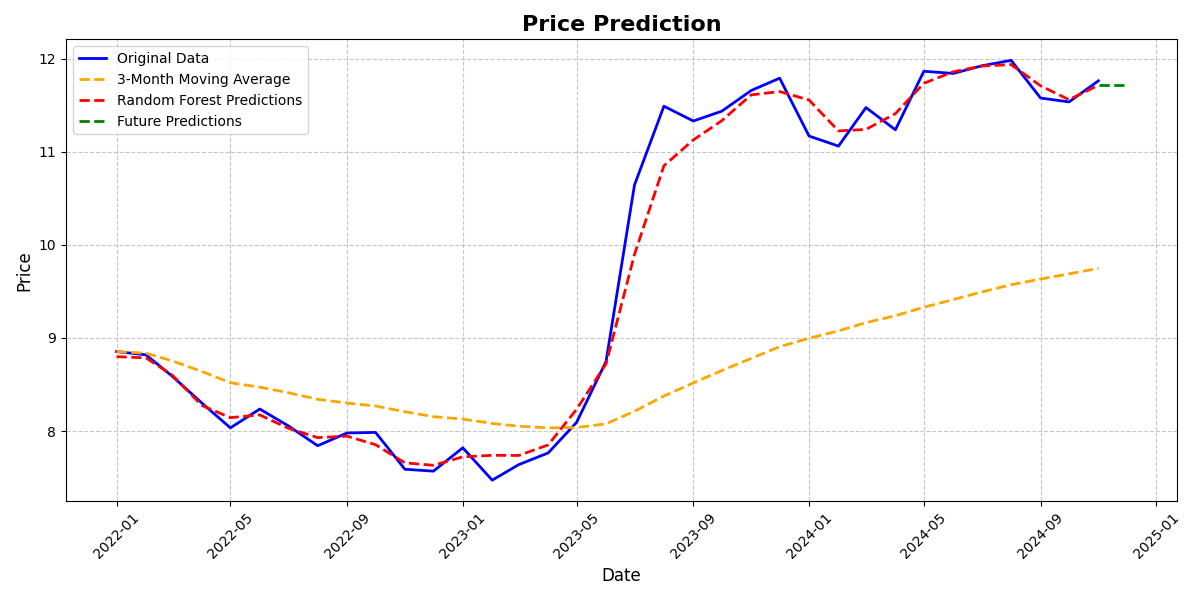 Price Prediction
Original Data
3-Month Moving Average
Random Forest Predictions
Future Predictions
Price
12
11
10
9
8
2022-01
2022-05
2022-09
2023-01
2023-05
2023-09
2024-01
2024-05
2024-09
2025-01
Date